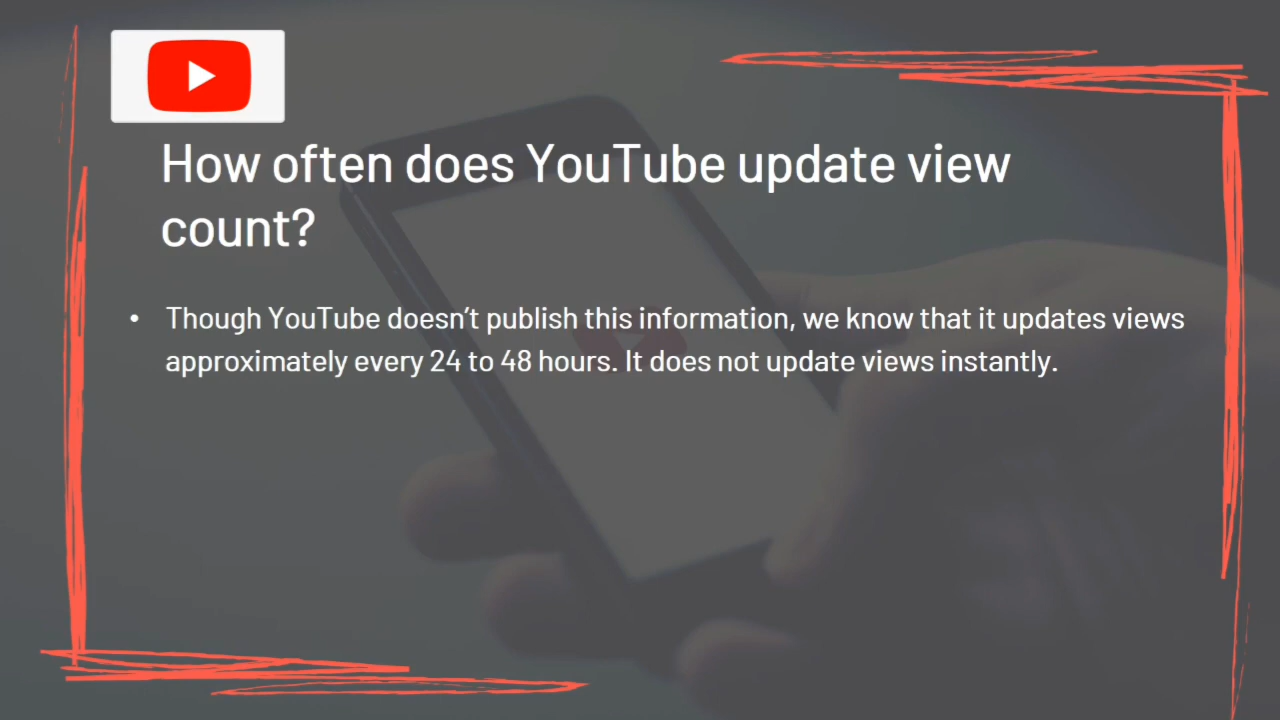 How often does YouTube update view
count?
• Though YouTube doesn’t publish this information, we know that it updates views
approximately every 24 to 48 hours. It does not update views instantly.